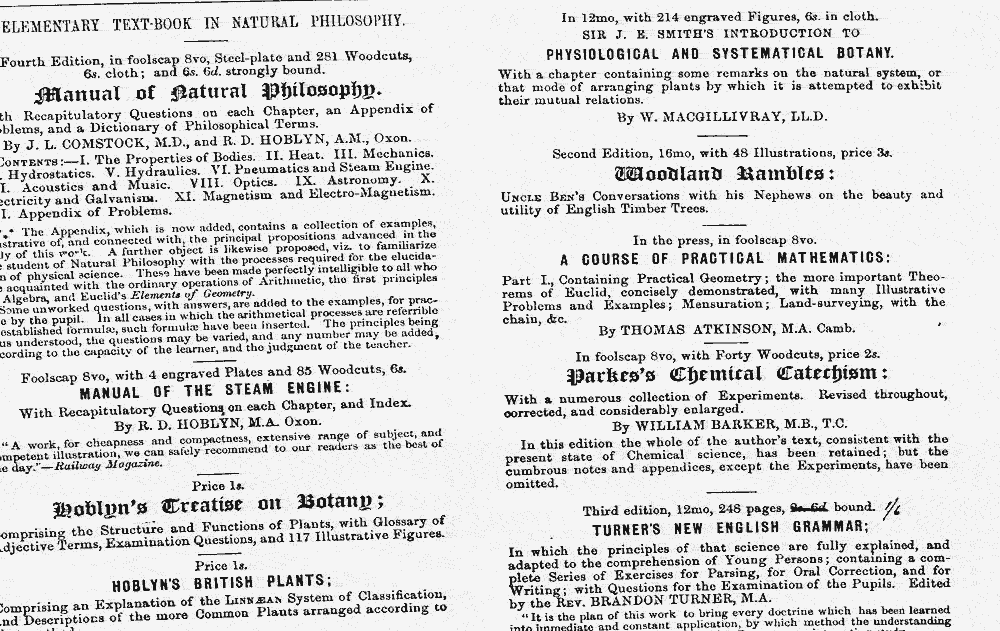 ELEMENTARY TEXT-BOOK IN NATURAL PHILOSOPHY.
Fourth Edition, in foolscap 8vo, Steel-plate and 281 Woodcuts,
6s. cloth; and 6s. 6d. strongly bound.
Manual of Natural Philosophy.
th Recapitulatory Questions on each Chapter, an Appendix of
blems, and a Dictionary of Philosophical Terms.
By J. L. COMSTOCK, M.D., and R. D. HOBLYN, A.M., Oxon.
CONTENTS:—I. The Properties of Bodies. II. Heat. III. Mechanics.
. Hydrostatics. V. Hydraulics. VI. Pneumatics and Steam Engine.
I. Acoustics and Music. VIII. Optics. IX. Astronomy. X.
ectricity and Galvanism. XI. Magnetism and Electro-Magnetism.
I. Appendix of Problems.
*.* The Appendix, which is now added, contains a collection of examples,
ustrative of, and connected with, the principal propositions advanced in the
ly of this work. A further object is likewise proposed, viz. to familiarize
e student of Natural Philosophy with the processes required for the elucida-
n of physical science. These have been made perfectly intelligible to all who
e acquainted with the ordinary operations of Arithmetic, the first principles
Algebra, and Euclid's Elements of Geometry.
Some unworked questions, with answers, are added to the examples, for prac-
e by the pupil. In all cases in which the arithmetical processes are referrible
established formulæ, such formulæ have been inserted. The principles being
us understood, the questions may be varied, and any number may be added,
cording to the capacity of the learner, and the judgment of the teacher.
Foolscap 8vo, with 4 engraved Plates and 85 Woodcuts, 6s.
MANUAL OF THE STEAM ENGINE:
With Recapitulatory Questions on each Chapter, and Index.
By R. D. HOBLYN, M.A. Oxon.
"A work, for cheapness and compactness, extensive range of subject, and
mpetent illustration, we can safely recommend to our readers as the best of
e day."—Railway Magazine.
Price 1s.
Hoblyn's Treatise on Botany;
omprising the Structure and Functions of Plants, with Glossary of
djective Terms, Examination Questions, and 117 Illustrative Figures.
Price 1s.
HOBLYN'S BRITISH PLANTS;
Comprising an Explanation of the LINNÆAN System of Classification,
nd Descriptions of the more Common Plants arranged according to
In 12mo, with 214 engraved Figures, 6s. in cloth.
SIR J. E. SMITH'S INTRODUCTION TO
PHYSIOLOGICAL AND SYSTEMATICAL BOTANY.
With a chapter containing some remarks on the natural system, or
that mode of arranging plants by which it is attempted to exhibit
their mutual relations.
By W. MACGILLIVRAY, LL.D.
Second Edition, 16mo, with 48 Illustrations, price 3s.
Woodland Rambles:
UNCLE BEN'S Conversations with his Nephews on the beauty and
utility of English Timber Trees.
In the press, in foolscap 8vo.
A COURSE OF PRACTICAL MATHEMATICS:
Part I., Containing Practical Geometry; the more important Theo-
rems of Euclid, concisely demonstrated, with many Illustrative
Problems and Examples; Mensuration; Land-surveying, with the
chain, &c.
By THOMAS ATKINSON, M.A. Camb.
In foolscap 8vo, with Forty Woodcuts, price 2s.
Parkes's Chemical Catechism:
With a numerous collection of Experiments. Revised throughout,
corrected, and considerably enlarged.
By WILLIAM BARKER, M.B., T.C.
In this edition the whole of the author's text, consistent with the
present state of Chemical science, has been retained; but the
cumbrous notes and appendices, except the Experiments, have been
omitted.
Third edition, 12mo, 248 pages, 2s. 6d. bound. 1/6
TURNER'S NEW ENGLISH GRAMMAR;
In which the principles of that science are fully explained, and
adapted to the comprehension of Young Persons; containing a com-
plete Series of Exercises for Parsing, for Oral Correction, and for
Writing; with Questions for the Examination of the Pupils. Edited
by the REV. BRANDON TURNER, M.A.
"It is the plan of this work to bring every doctrine which has been learned
into immediate and constant application, by which method the understanding